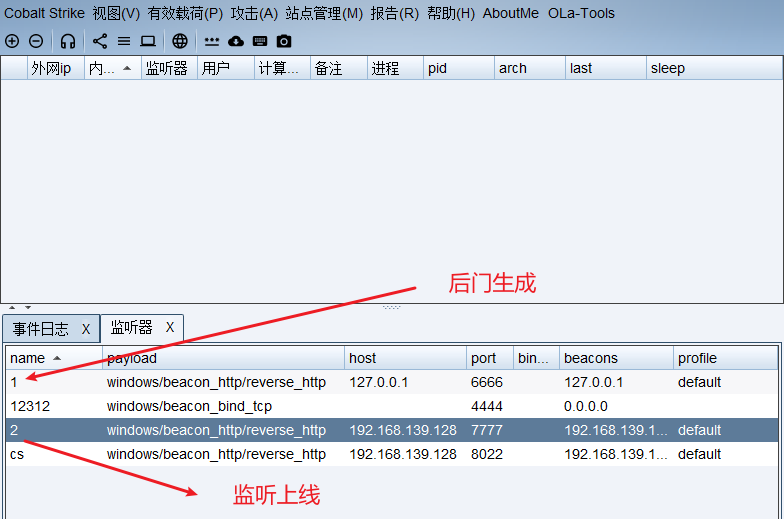 Cobalt Strike 视图(V) 有效载荷(P) 攻击(A) 站点管理(M) 报告(R) 帮助(H) AboutMe OLa-Tools
外网ip 内... 监听器 用户 计算... 备注 进程 pid arch last sleep
后门生成
事件日志 X 监听器 X
name payload host port bin... beacons profile
1 windows/beacon_http/reverse_http 127.0.0.1 6666 127.0.0.1 default
12312 windows/beacon_bind_tcp 4444 0.0.0.0
2 windows/beacon_http/reverse_http 192.168.139.128 7777 192.168.139.1... default
cs windows/beacon_http/reverse_http 192.168.139.128 8022 192.168.139.1... default
监听上线